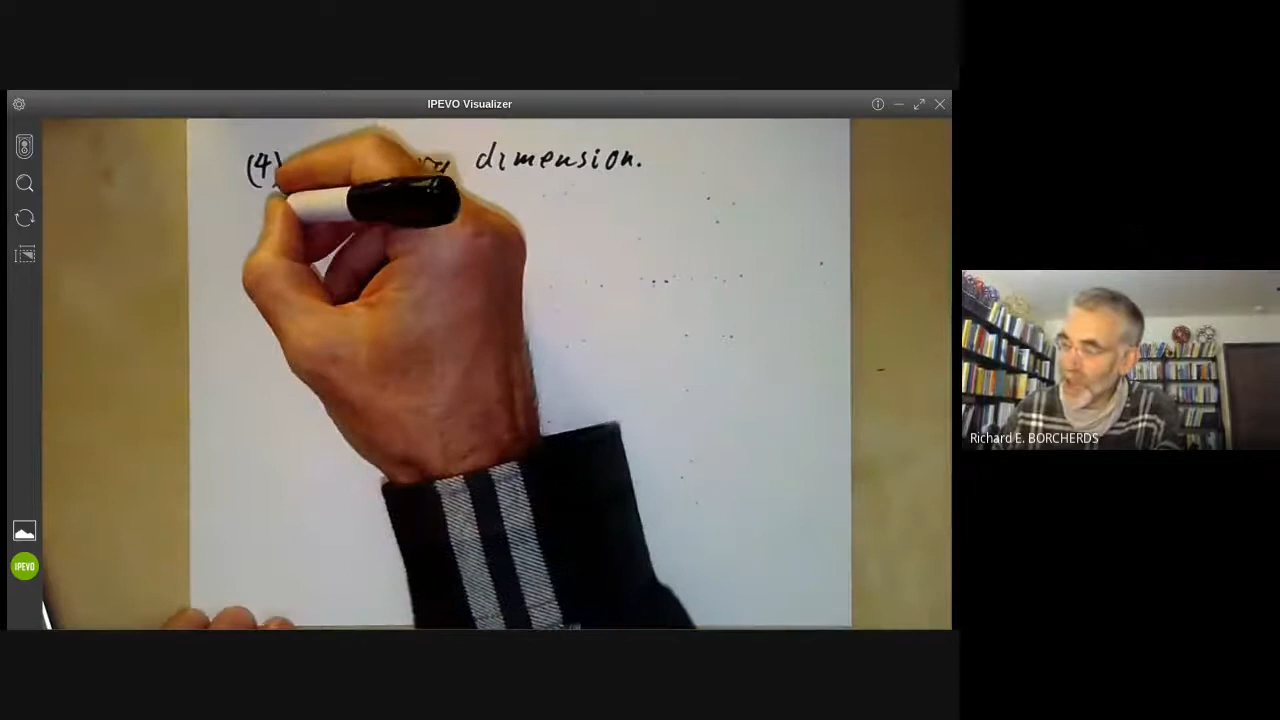 IPEVO Visualizer
(4) dimension.
Richard E. BORCHERDS
IPEVO